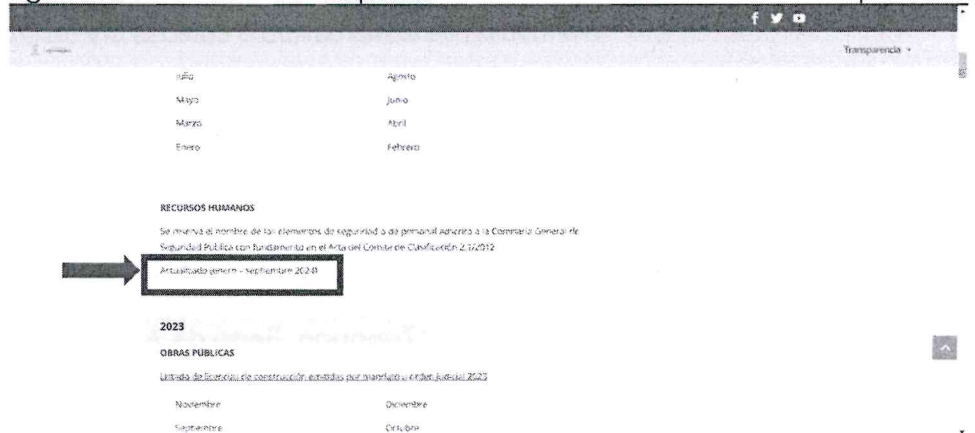 Transparencia
Julio Agosto
Mayo Junio
Marzo Abril
Enero Febrero
RECURSOS HUMANOS
Se reserva el nombre de los elementos de seguridad o de personal adscrito a la Comisaría General de
Seguridad Pública con fundamento en el Acta del Comité de Clasificación 2.1/2012
Actualizado (enero – septiembre 2024)
2023
OBRAS PÚBLICAS
Listado de licencias de construcción emitidas por mandato u orden judicial 2023
Noviembre Diciembre
Septiembre Octubre